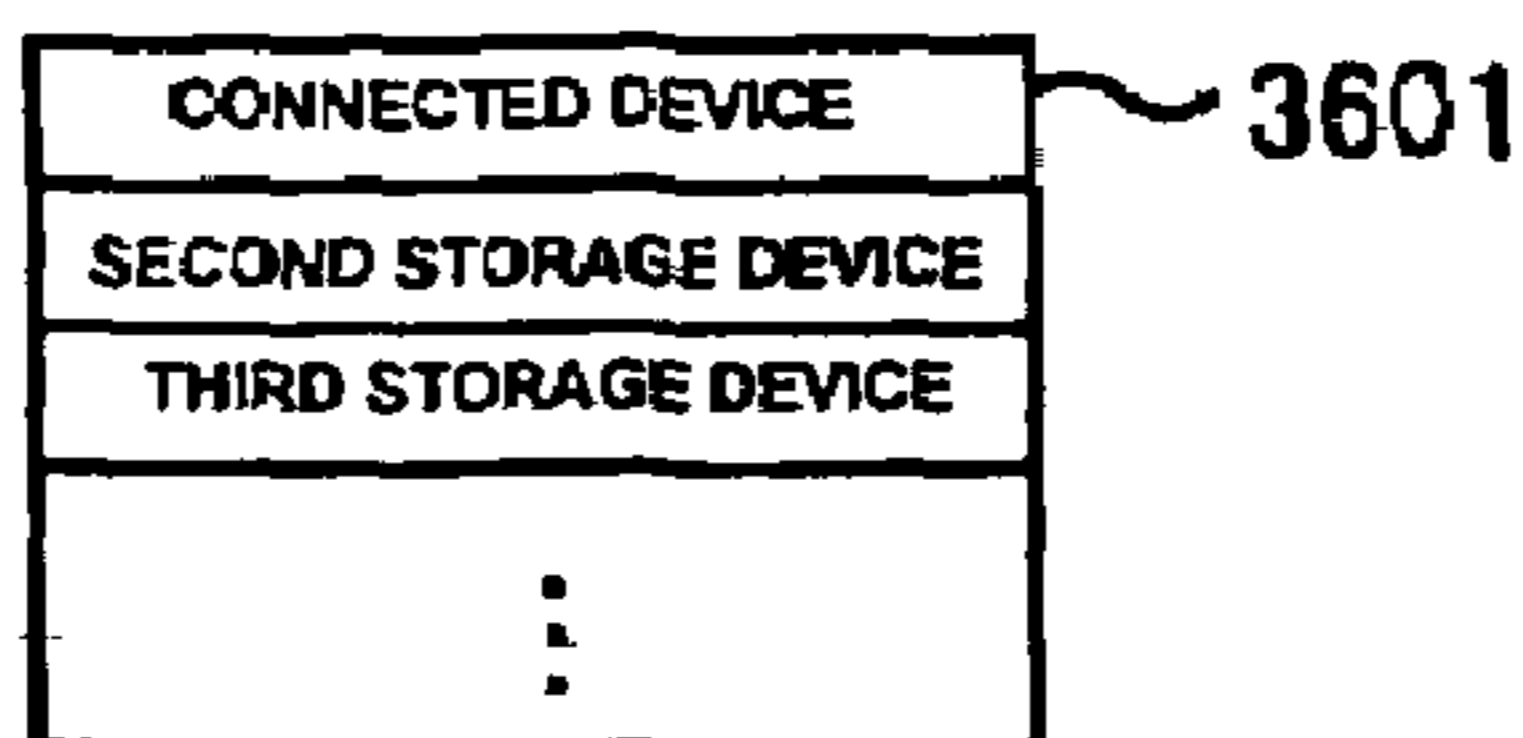 CONNECTED DEVICE 3601
SECOND STORAGE DEVICE
THIRD STORAGE DEVICE